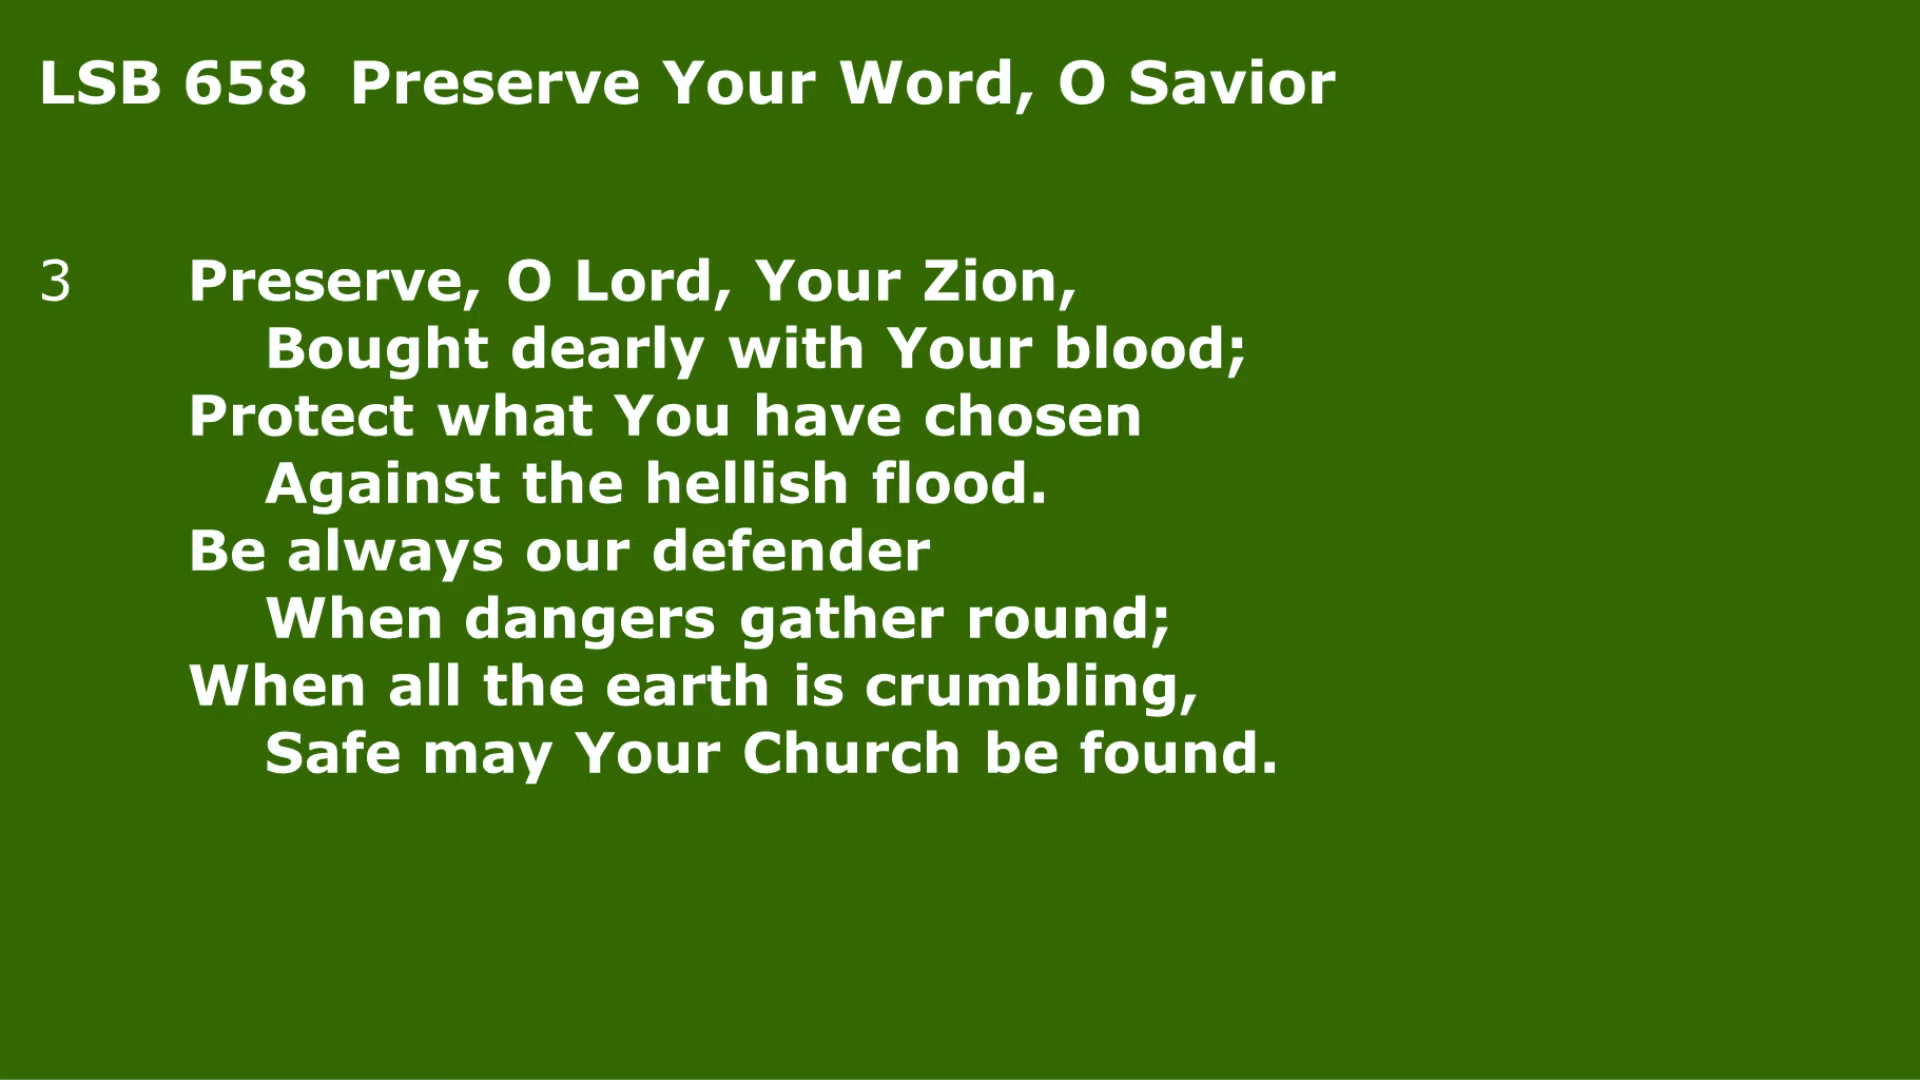 LSB 658  Preserve Your Word, O Savior
3 Preserve, O Lord, Your Zion,
Bought dearly with Your blood;
Protect what You have chosen
Against the hellish flood.
Be always our defender
When dangers gather round;
When all the earth is crumbling,
Safe may Your Church be found.